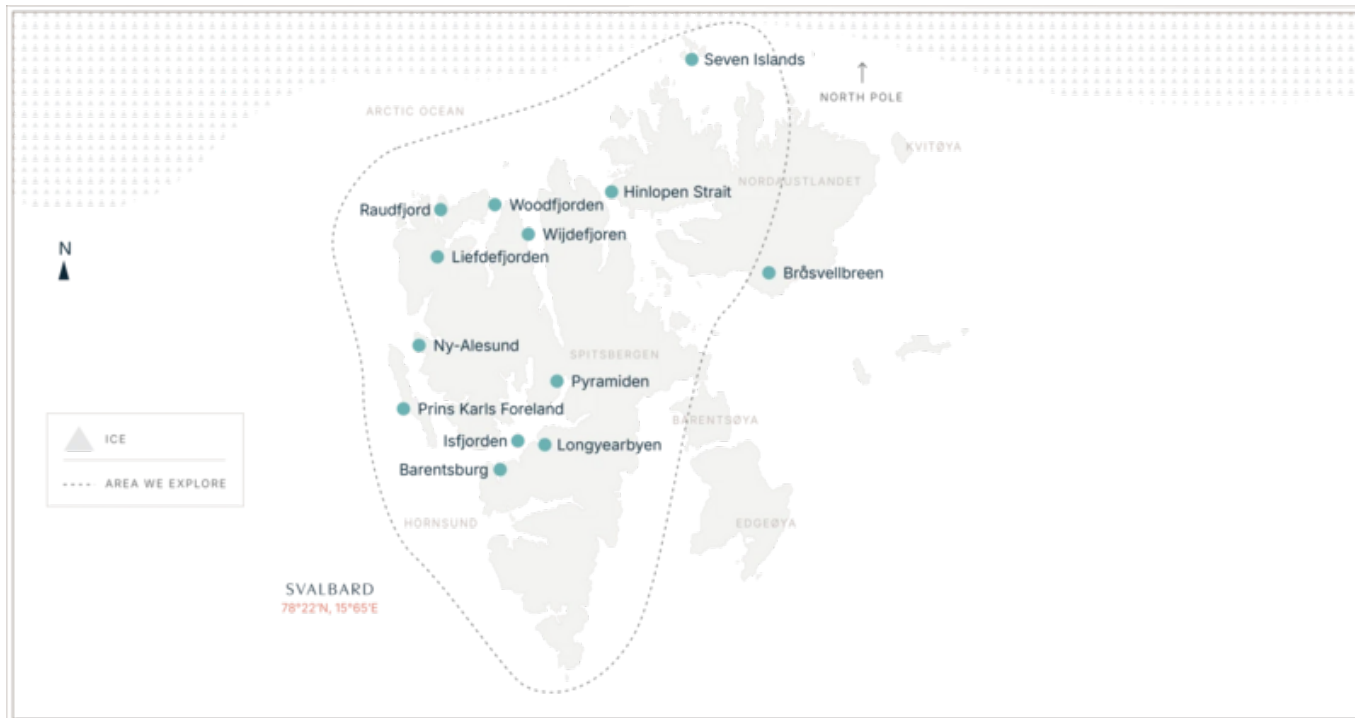 Seven Islands
NORTH POLE
ARCTIC OCEAN
KVITØYA
NORDAUSTLANDET
Hinlopen Strait
Raudfjord
Woodfjorden
Wijdefjoren
N
Liefdefjorden
Bråsvellbreen
Ny-Alesund
SPITSBERGEN
Pyramiden
Prins Karls Foreland
BARENTSØYA
ICE
Isfjorden
Longyearbyen
Barentsburg
AREA WE EXPLORE
HORNSUND
EDGEØYA
SVALBARD
78°22'N, 15°65'E